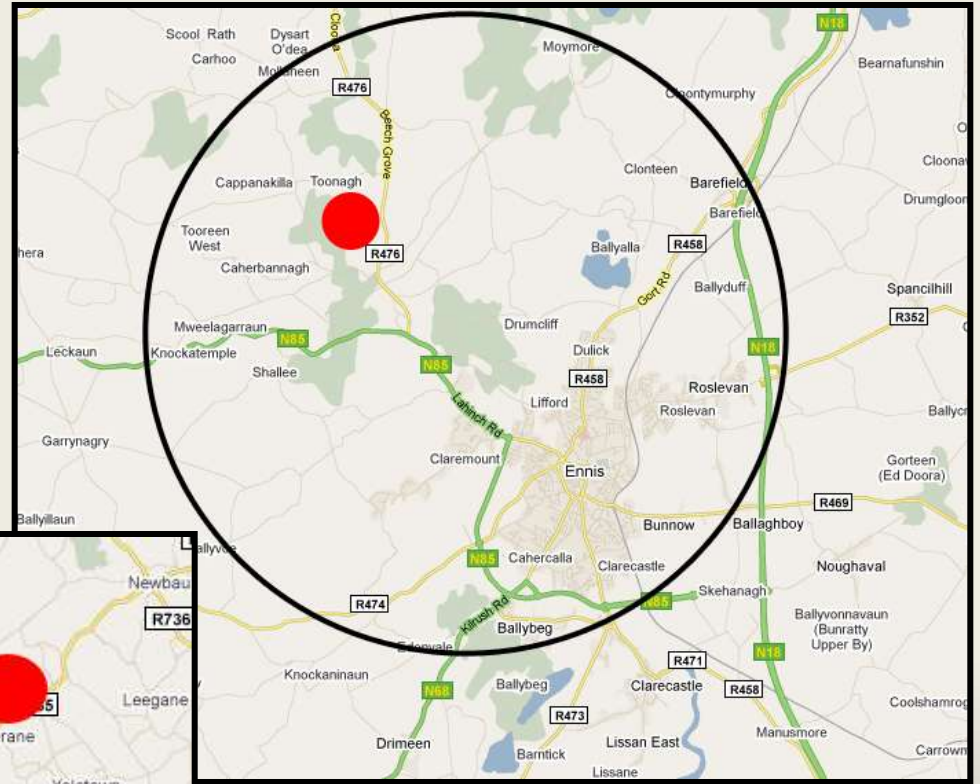 Cloona
N18
Scool Rath
Dysart
O'dea
Moymore
Carhoo
Bearnafunshin
R476
Cloontymurphy
Beech Grove
Clonteen
Cappanakilla
Toonagh
Barefield
Drumgloon
Barefield
Tooreen
West
R458
R476
Ballyalla
Caherbannagh
Gort Rd
Ballyduff
Spancilhill
R352
Mweelagarraun
Drumcliff
N85
N18
Leckaun
Knockatemple
Dulick
N85
Shallee
R458
Roslevan
Lifford
Roslevan
Lahinch Rd
Garrynagry
Claremount
Gorteen
(Ed Doora)
Ennis
R469
Ballyillaun
Bunnow
Ballaghboy
N85
Cahercalla
Clarecastle
Noughaval
Newbau
Skehanagh
R474
N85
R736
Kilrush Rd
Ballybeg
Ballyvonnavaun
(Bunratty
Upper By)
Edenvale
N18
R471
Knockaninaun
Ballybeg
Clarecastle
N68
R458
Leegane
Coolshamrog
R473
Manusmore
Drimeen
Lissan East
Barntick
Carrown
Lissane
rane